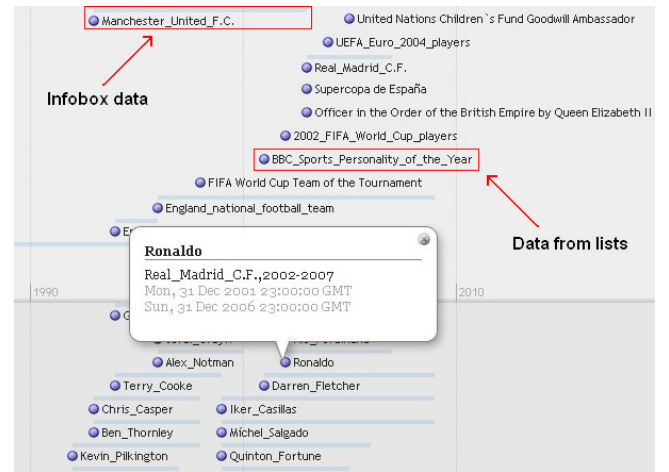 Manchester_United_F.C.
United Nations Children`s Fund Goodwill Ambassador
UEFA_Euro_2004_players
Real_Madrid_C.F.
Infobox data
Supercopa de España
Officer in the Order of the British Empire by Queen Elizabeth II
2002_FIFA_World_Cup_players
BBC_Sports_Personality_of_the_Year
FIFA World Cup Team of the Tournament
England_national_football_team
Data from lists
Ronaldo
Real_Madrid_C.F.,2002-2007
Mon, 31 Dec 2001 23:00:00 GMT
Sun, 31 Dec 2006 23:00:00 GMT
1990
2010
Alex_Notman
Ronaldo
Terry_Cooke
Darren_Fletcher
Chris_Casper
Iker_Casillas
Ben_Thornley
Míchel_Salgado
Kevin_Pilkington
Quinton_Fortune